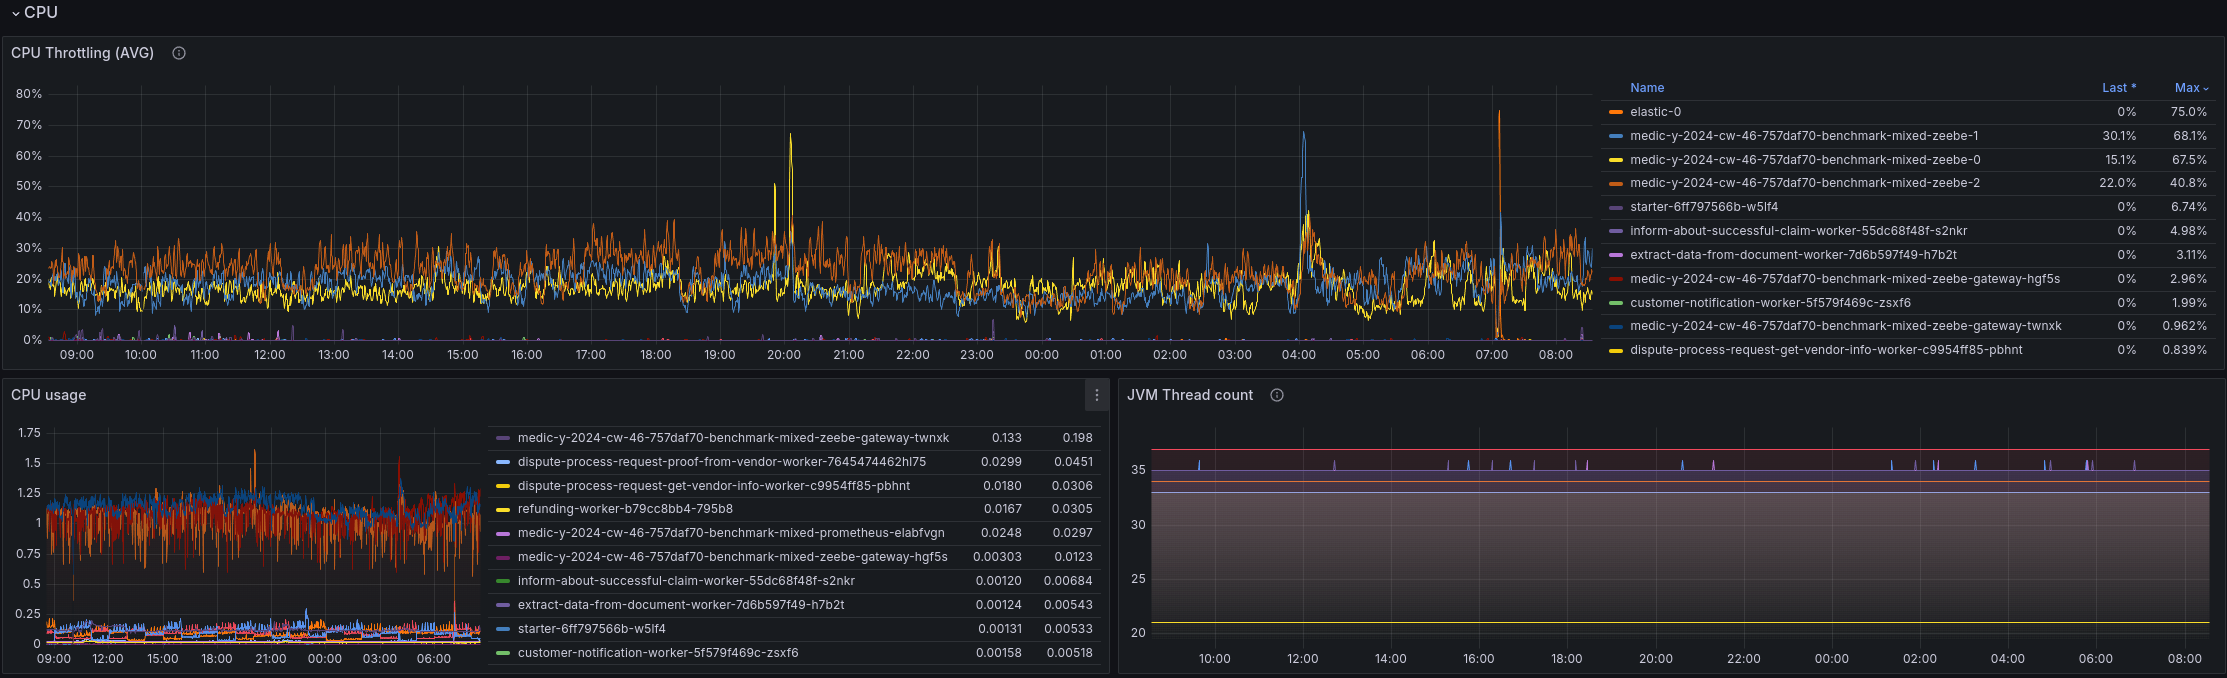 CPU
CPU Throttling (AVG)
80%
70%
60%
50%
40%
30%
20%
10%
0%
09:00 10:00 11:00 12:00 13:00 14:00 15:00 16:00 17:00 18:00 19:00 20:00 21:00 22:00 23:00 00:00 01:00 02:00 03:00 04:00 05:00 06:00 07:00 08:00
Name Last * Max
elastic-0 0% 75.0%
medic-y-2024-cw-46-757daf70-benchmark-mixed-zeebe-1 30.1% 68.1%
medic-y-2024-cw-46-757daf70-benchmark-mixed-zeebe-0 15.1% 67.5%
medic-y-2024-cw-46-757daf70-benchmark-mixed-zeebe-2 22.0% 40.8%
starter-6ff797566b-w5lf4 0% 6.74%
inform-about-successful-claim-worker-55dc68f48f-s2nkr 0% 4.98%
extract-data-from-document-worker-7d6b597f49-h7b2t 0% 3.11%
medic-y-2024-cw-46-757daf70-benchmark-mixed-zeebe-gateway-hgf5s 0% 2.96%
customer-notification-worker-5f579f469c-zsxf6 0% 1.99%
medic-y-2024-cw-46-757daf70-benchmark-mixed-zeebe-gateway-twnxk 0% 0.962%
dispute-process-request-get-vendor-info-worker-c9954ff85-pbhnt 0% 0.839%
CPU usage
1.75
1.5
1.25
1
0.75
0.5
0.25
0
09:00 12:00 15:00 18:00 21:00 00:00 03:00 06:00
medic-y-2024-cw-46-757daf70-benchmark-mixed-zeebe-gateway-twnxk 0.133 0.198
dispute-process-request-proof-from-vendor-worker-7645474462hl75 0.0299 0.0451
dispute-process-request-get-vendor-info-worker-c9954ff85-pbhnt 0.0180 0.0306
refunding-worker-b79cc8bb4-795b8 0.0167 0.0305
medic-y-2024-cw-46-757daf70-benchmark-mixed-prometheus-elabfvgn 0.0248 0.0297
medic-y-2024-cw-46-757daf70-benchmark-mixed-zeebe-gateway-hgf5s 0.00303 0.0123
inform-about-successful-claim-worker-55dc68f48f-s2nkr 0.00120 0.00684
extract-data-from-document-worker-7d6b597f49-h7b2t 0.00124 0.00543
starter-6ff797566b-w5lf4 0.00131 0.00533
customer-notification-worker-5f579f469c-zsxf6 0.00158 0.00518
JVM Thread count
35
30
25
20
10:00 12:00 14:00 16:00 18:00 20:00 22:00 00:00 02:00 04:00 06:00 08:00